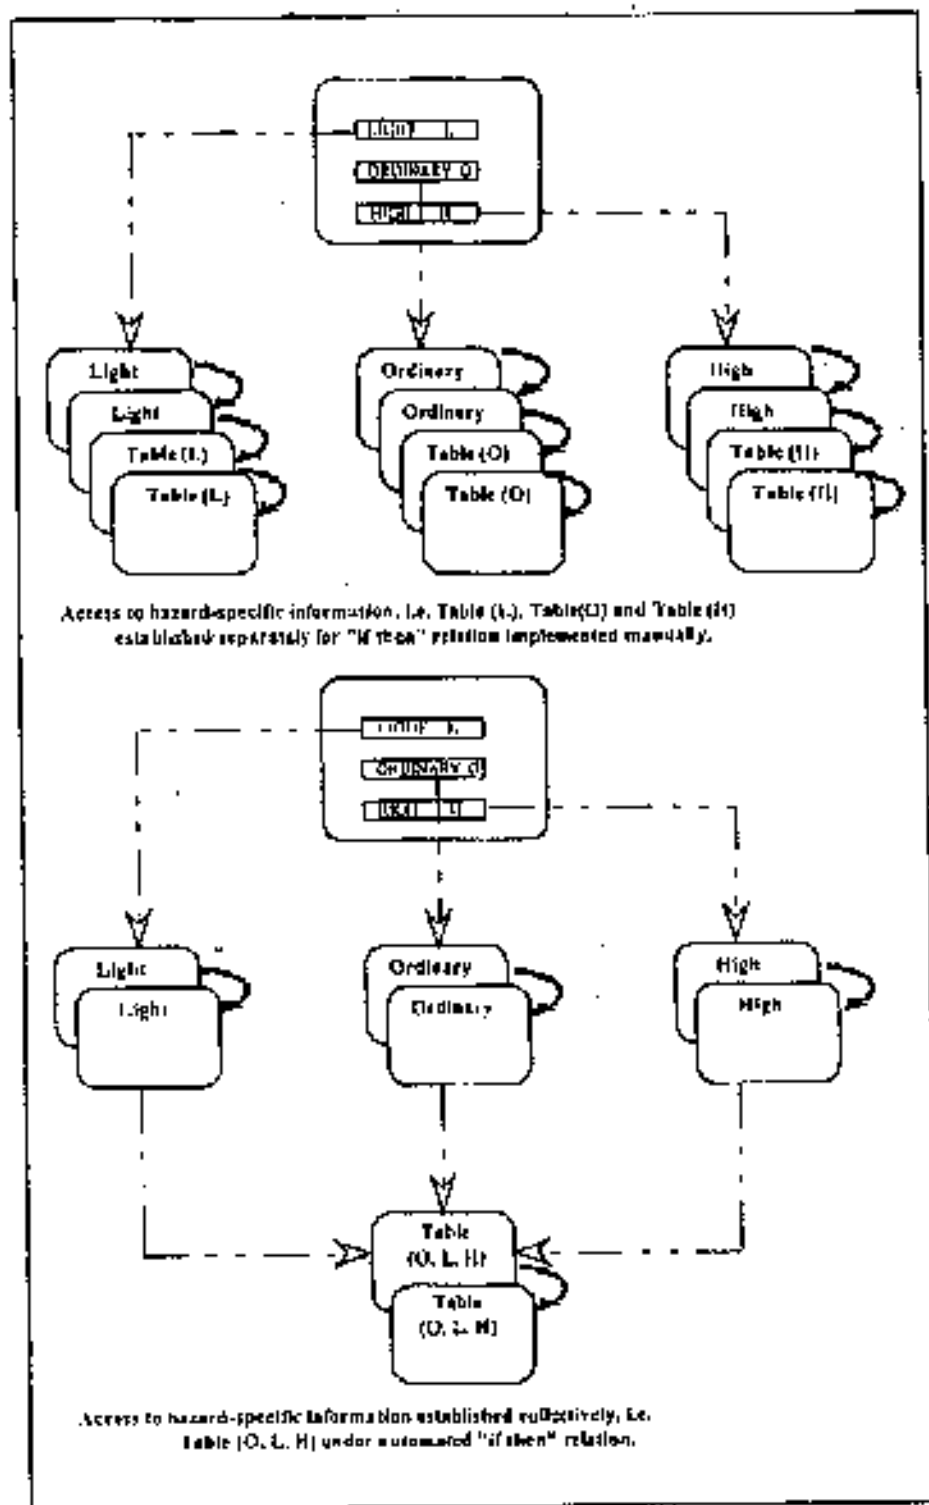 LIGHT L
ORDINARY O
HIGH H
Light
Light
Table (L)
Table (L)
Ordinary
Ordinary
Table (O)
Table (O)
High
High
Table (H)
Table (H)
Access to hazard-specific information, i.e. Table (L), Table(O) and Table (H)
established separately for "if then" relation implemented manually.
L
ORDINARY O
H
Light
Light
Ordinary
Ordinary
High
High
Table
(O, L, H)
Table
(O, L, H)
Access to hazard-specific information established collectively, i.e.
Table (O, L, H) under automated "if then" relation.